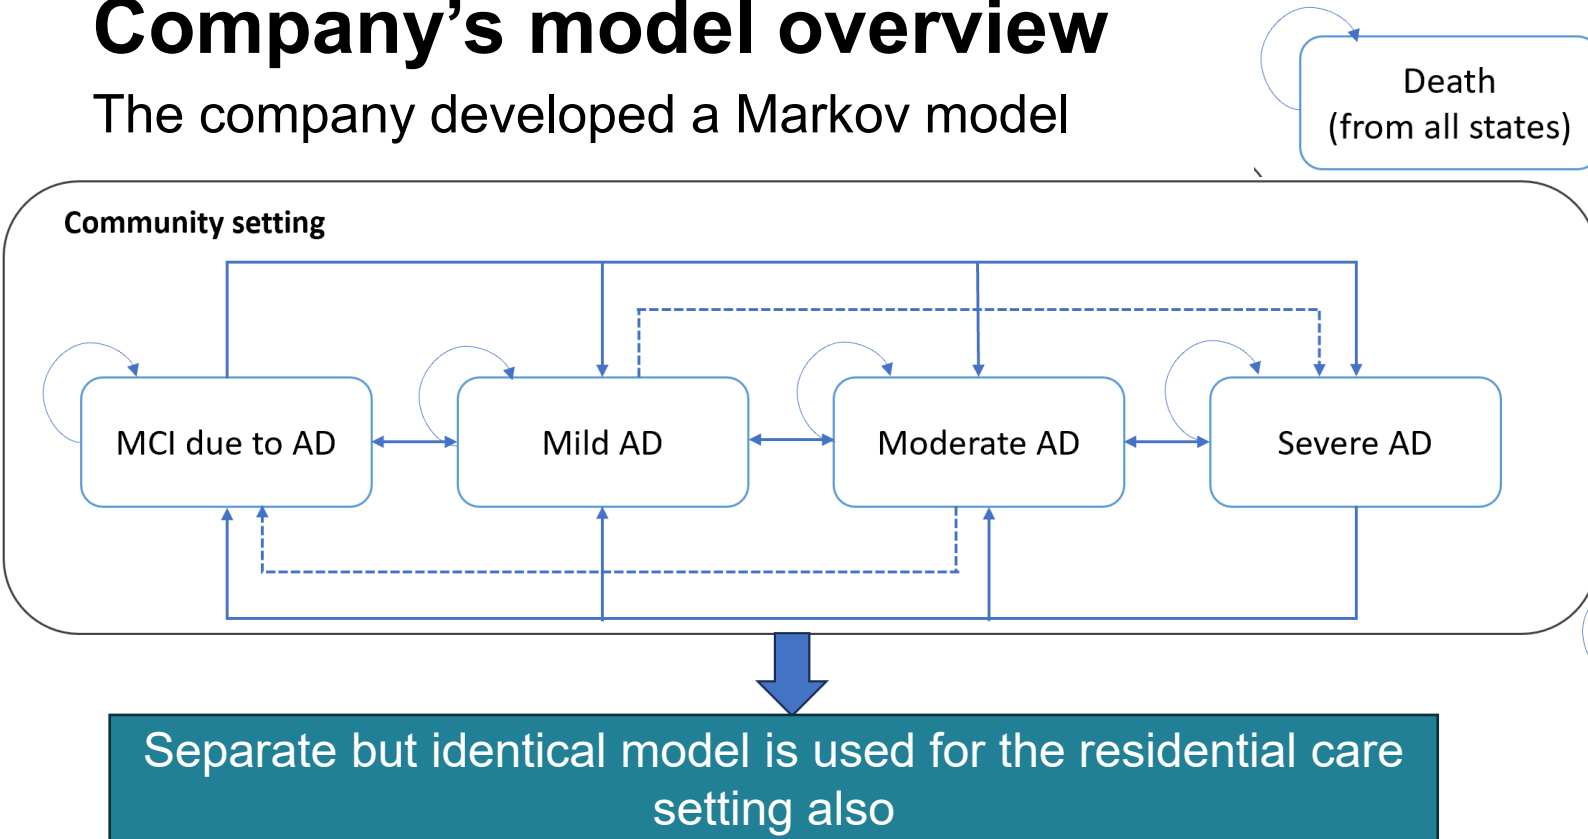 Company’s model overview
The company developed a Markov model
Death
(from all states)
Community setting
MCI due to AD
Mild AD
Moderate AD
Severe AD
Separate but identical model is used for the residential care
setting also